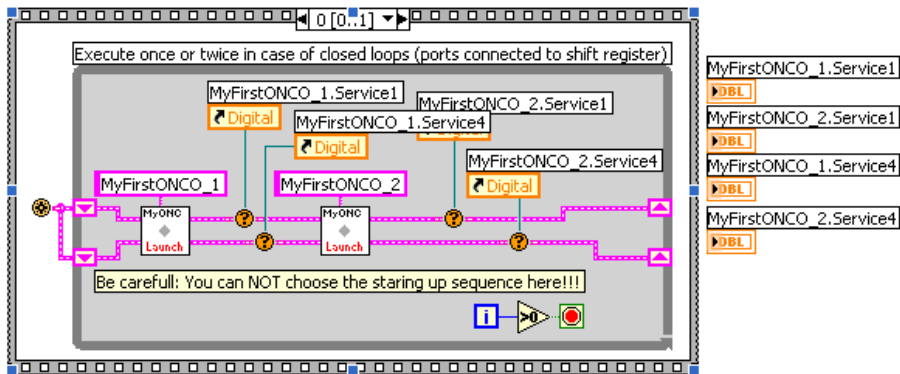 0 [0..1]
Execute once or twice in case of closed loops (ports connected to shift register)
MyFirstONCO_1.Service1
Digital
MyFirstONCO_2.Service1
Digital
MyFirstONCO_1.Service4
Digital
MyFirstONCO_2.Service4
Digital
MyFirstONCO_1
MyFirstONCO_2
MyONC
Launch
MyONC
Launch
?
?
?
?
Be carefull: You can NOT choose the staring up sequence here!!!
i
>0
MyFirstONCO_1.Service1
DBL
MyFirstONCO_2.Service1
DBL
MyFirstONCO_1.Service4
DBL
MyFirstONCO_2.Service4
DBL